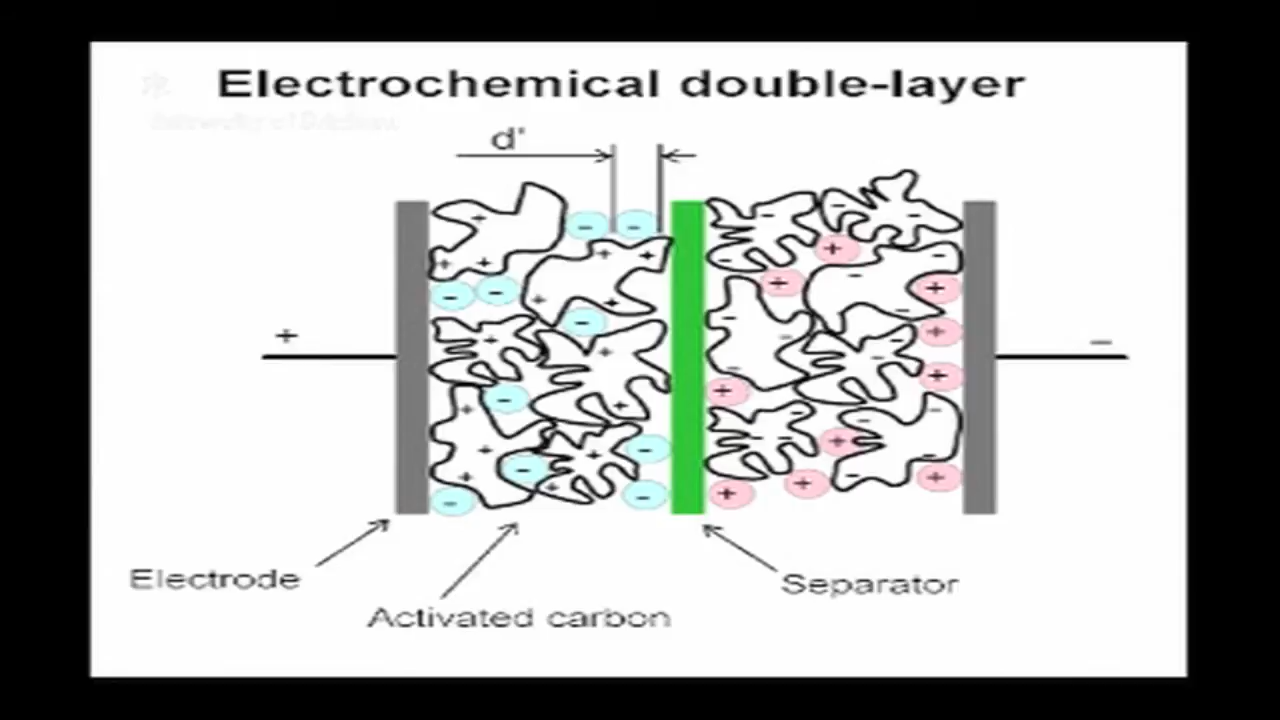 Electrochemical double-layer
d'
+
−
Electrode
Activated carbon
Separator